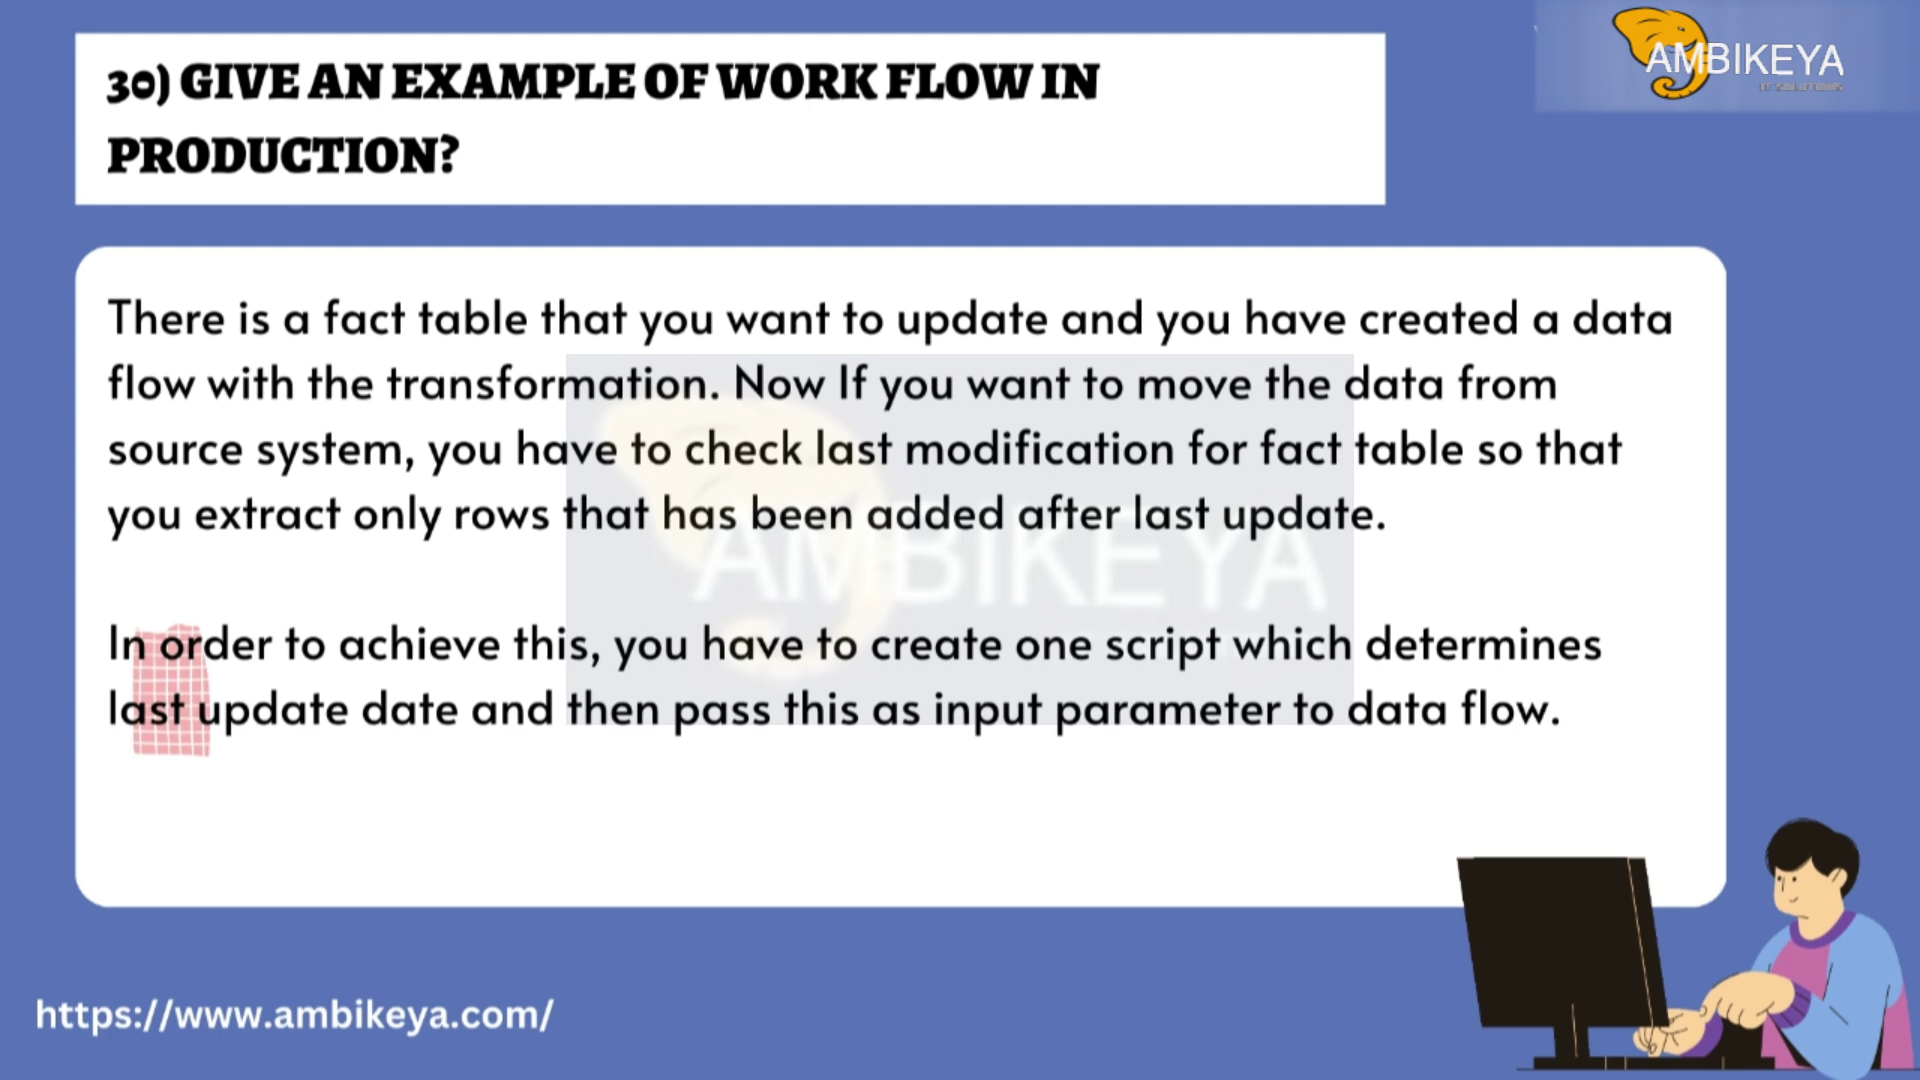 AMBIKEYA
IT SOLUTIONS
30) GIVE AN EXAMPLE OF WORK FLOW IN
PRODUCTION?
There is a fact table that you want to update and you have created a data
flow with the transformation. Now If you want to move the data from
source system, you have to check last modification for fact table so that
you extract only rows that has been added after last update.
AMBIKEYA
In order to achieve this, you have to create one script which determines
last update date and then pass this as input parameter to data flow.
https://www.ambikeya.com/